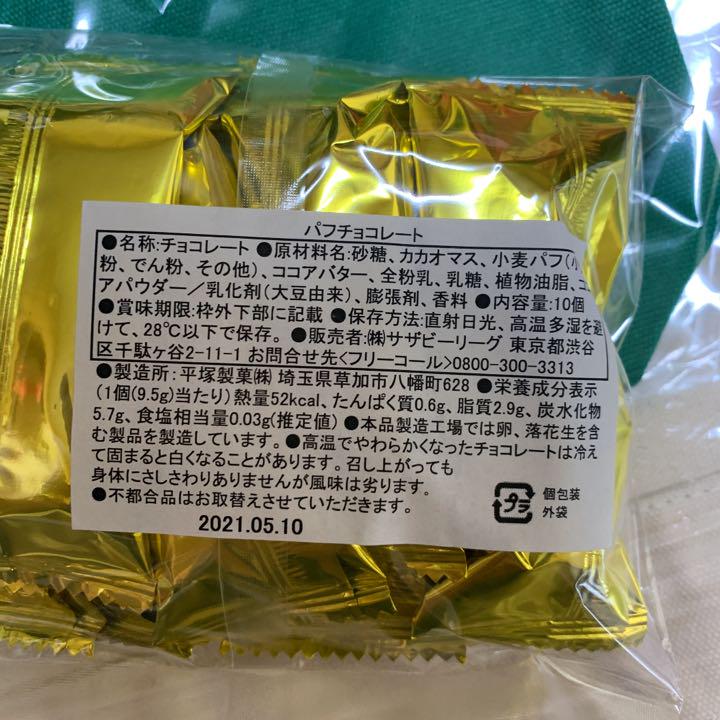 パフチョコレート
●名称:チョコレート ●原材料名:砂糖、カカオマス、小麦パフ(小
粉、でん粉、その他)、ココアバター、全粉乳、乳糖、植物油脂、コ
アパウダー／乳化剤(大豆由来)、膨張剤、香料 ●内容量:10個
●賞味期限:枠外下部に記載 ●保存方法:直射日光、高温多湿を避
けて、28℃以下で保存。●販売者:㈱サザビーリーグ 東京都渋谷
区千駄ヶ谷2-11-1 お問合せ先<フリーコール>0800-300-3313
●製造所:平塚製菓㈱ 埼玉県草加市八幡町628 ●栄養成分表示
(1個(9.5g)当たり) 熱量52kcal、たんぱく質0.6g、脂質2.9g、炭水化物
5.7g、食塩相当量0.03g(推定値) ●本品製造工場では卵、落花生を含
む製品を製造しています。●高温でやわらかくなったチョコレートは冷え
て固まると白くなることがあります。召し上がっても
身体にさしさわりありませんが風味は劣ります。
●不都合品はお取替えさせていただきます。
プラ
個包装
外袋
2021.05.10